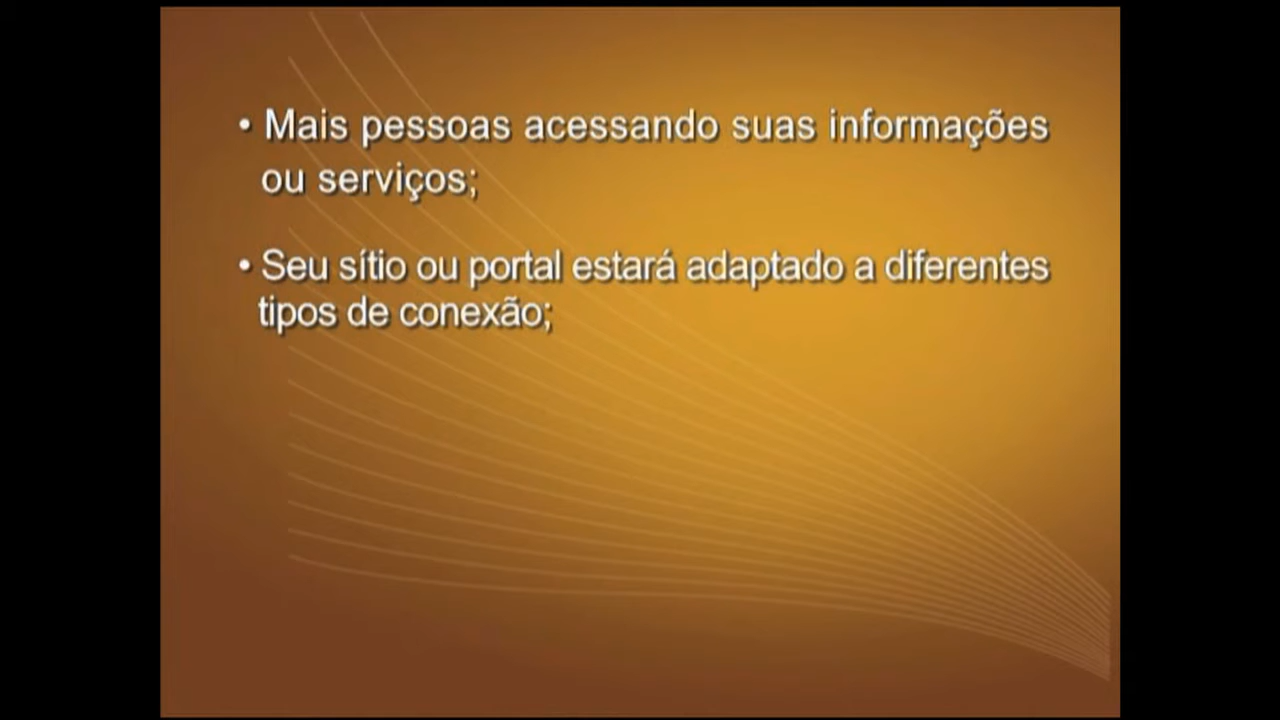 • Mais pessoas acessando suas informações
ou serviços;
• Seu sítio ou portal estará adaptado a diferentes
tipos de conexão;